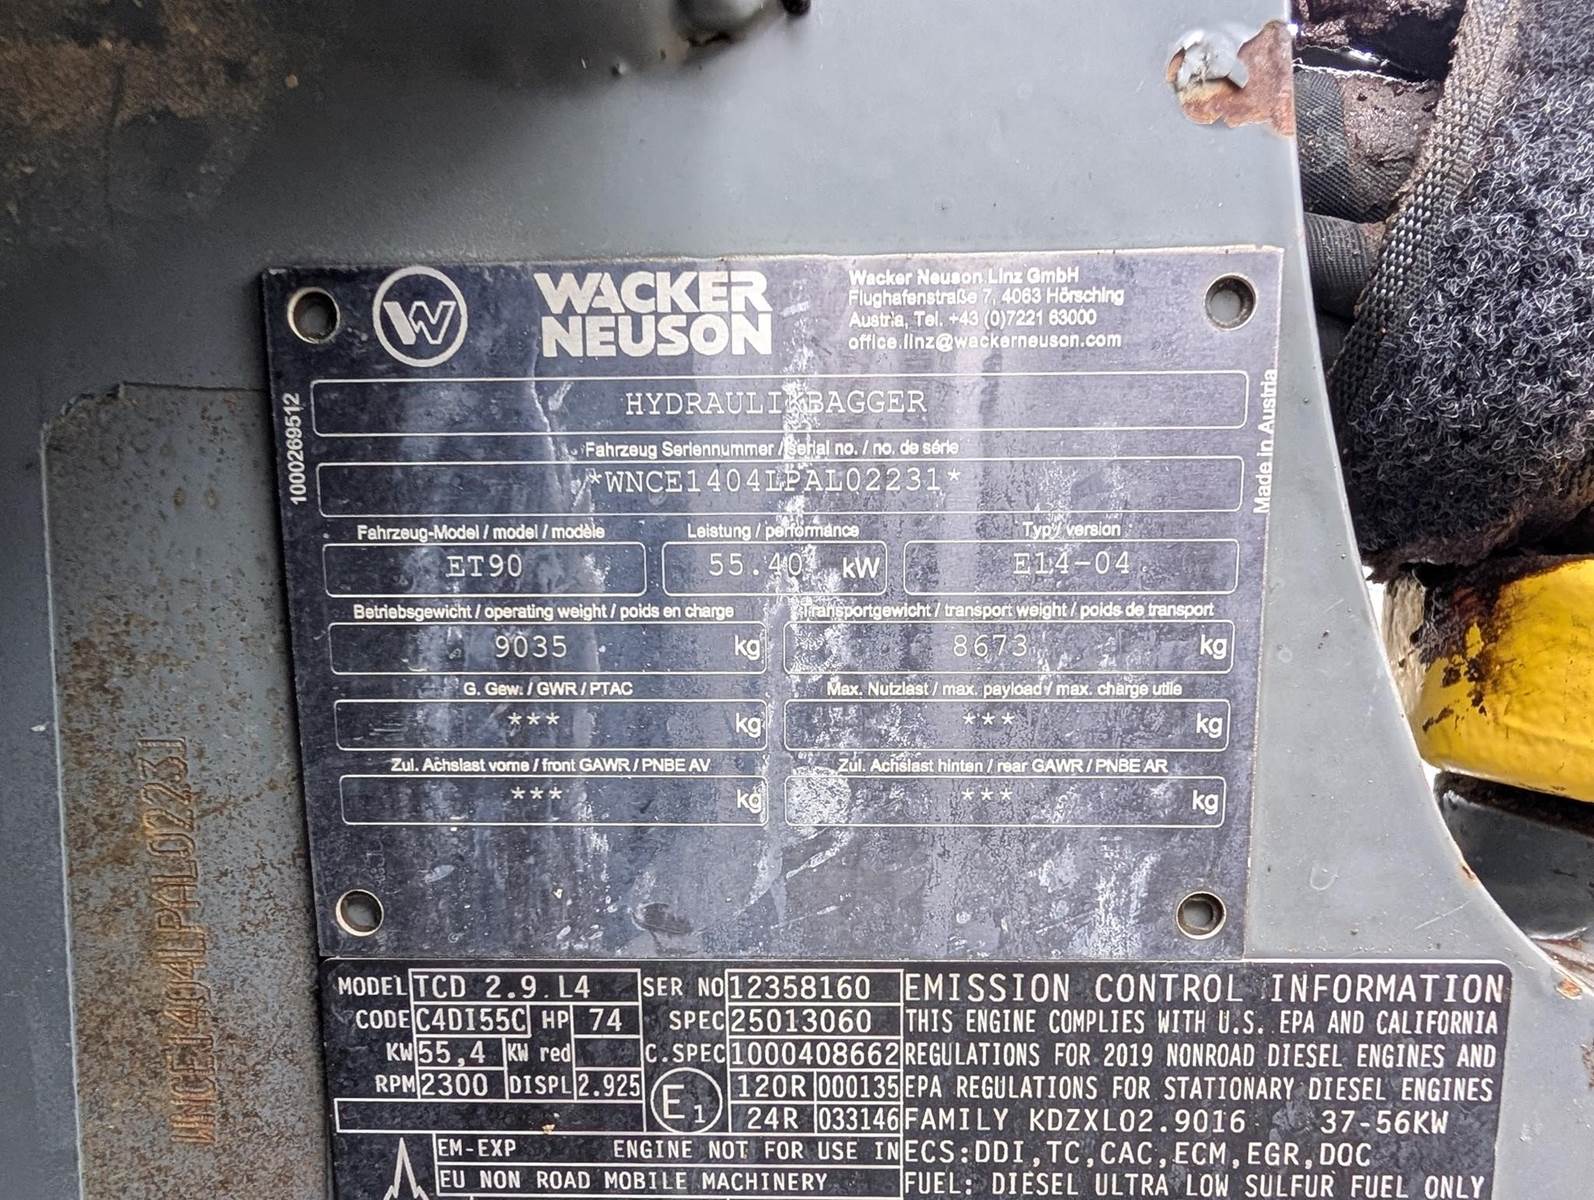 W
WACKER
NEUSON
Wacker Neuson Linz GmbH
Flughafenstraße 7, 4063 Hörsching
Austria, Tel. +43 (0)7221 63000
office.linz@wackerneuson.com
1000269512
Made in Austria
HYDRAULIKBAGGER
Fahrzeug Seriennummer / serial no. / no. de série
*WNCE1404LPAL02231*
Fahrzeug-Model / model / modèle Leistung / performance Typ / version
ET90 55.40 kW E14-04
Betriebsgewicht / operating weight / poids en charge Transportgewicht / transport weight / poids de transport
9035 kg 8673 kg
G. Gew. / GWR / PTAC Max. Nutzlast / max. payload / max. charge utile
*** kg *** kg
Zul. Achslast vorne / front GAWR / PNBE AV Zul. Achslast hinten / rear GAWR / PNBE AR
*** kg *** kg
WNCE1404LPAL02231
MODEL TCD 2.9 L4 SER NO 12358160
CODE C4DI55C HP 74 SPEC 25013060
KW 55,4 KW red C.SPEC 1000408662
RPM 2300 DISPL 2.925 E1 120R 000135
24R 033146
EM-EXP ENGINE NOT FOR USE IN
EU NON ROAD MOBILE MACHINERY
EMISSION CONTROL INFORMATION
THIS ENGINE COMPLIES WITH U.S. EPA AND CALIFORNIA
REGULATIONS FOR 2019 NONROAD DIESEL ENGINES AND
EPA REGULATIONS FOR STATIONARY DIESEL ENGINES
FAMILY KDZXL02.9016 37-56KW
ECS:DDI,TC,CAC,ECM,EGR,DOC
FUEL: DIESEL ULTRA LOW SULFUR FUEL ONLY